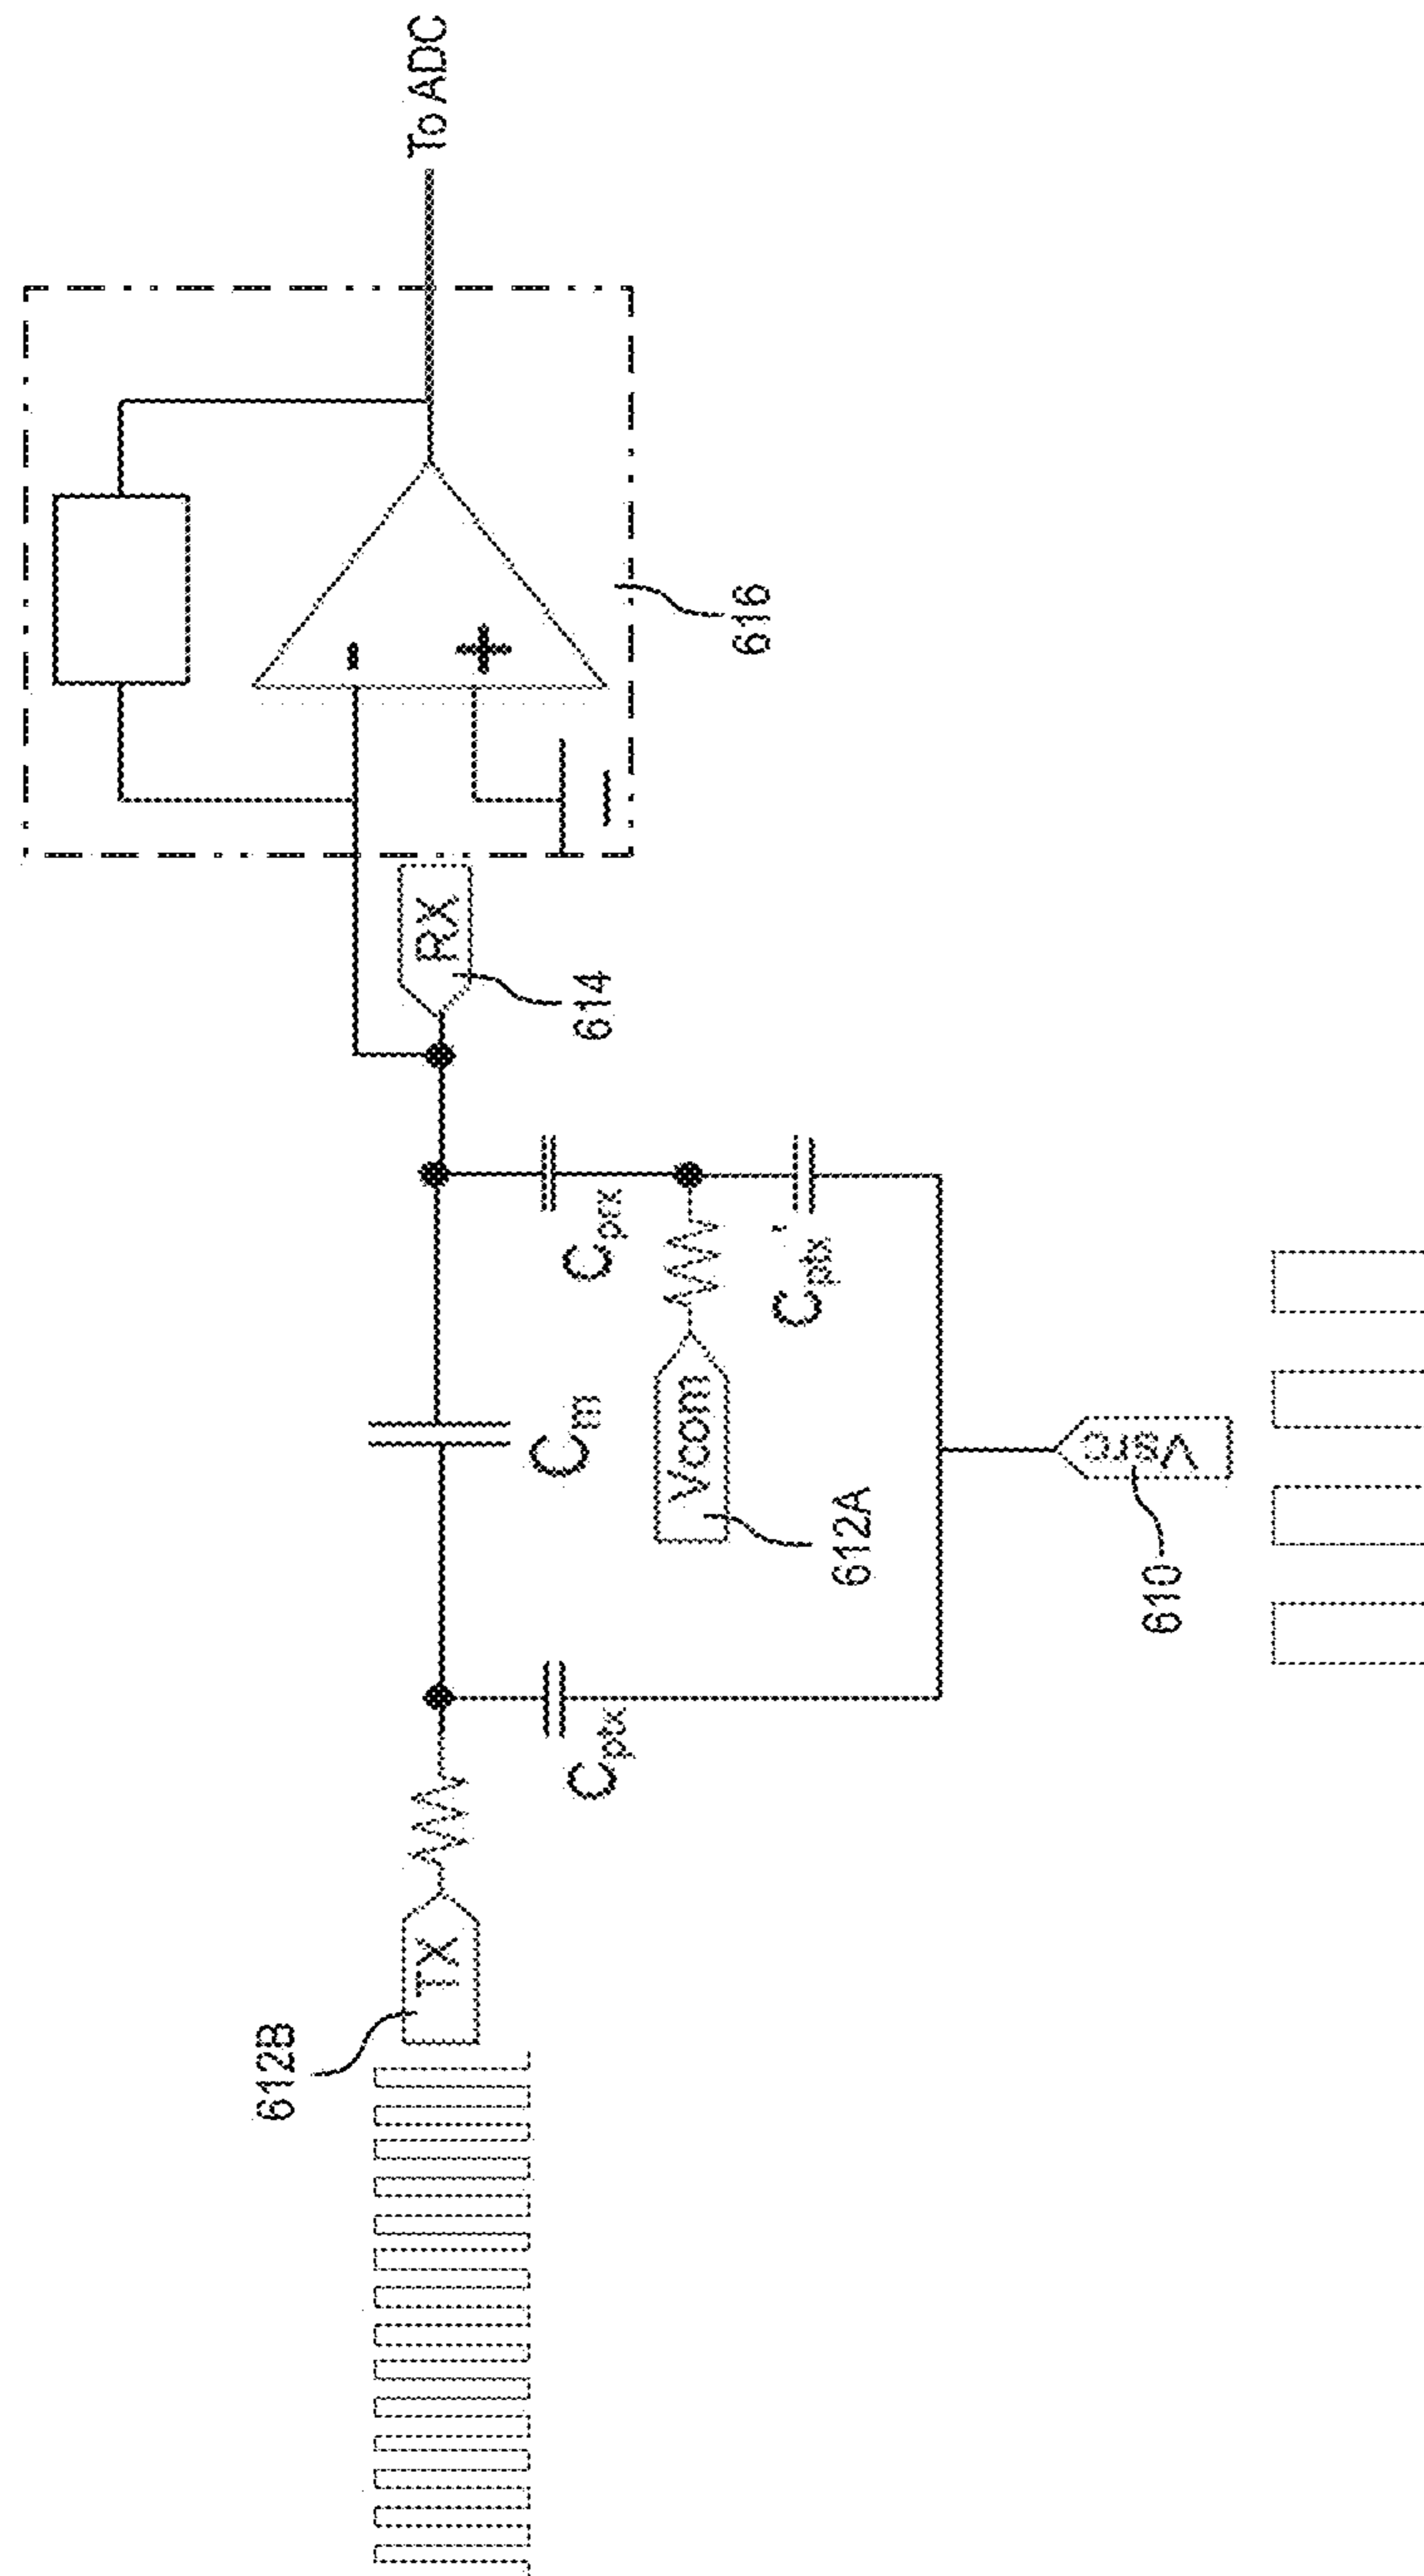 To ADC
−
+
616
RX
614
Cprx
Cptx'
Cm
Vcom
612A
Vsrc
610
Cptx
TX
612B